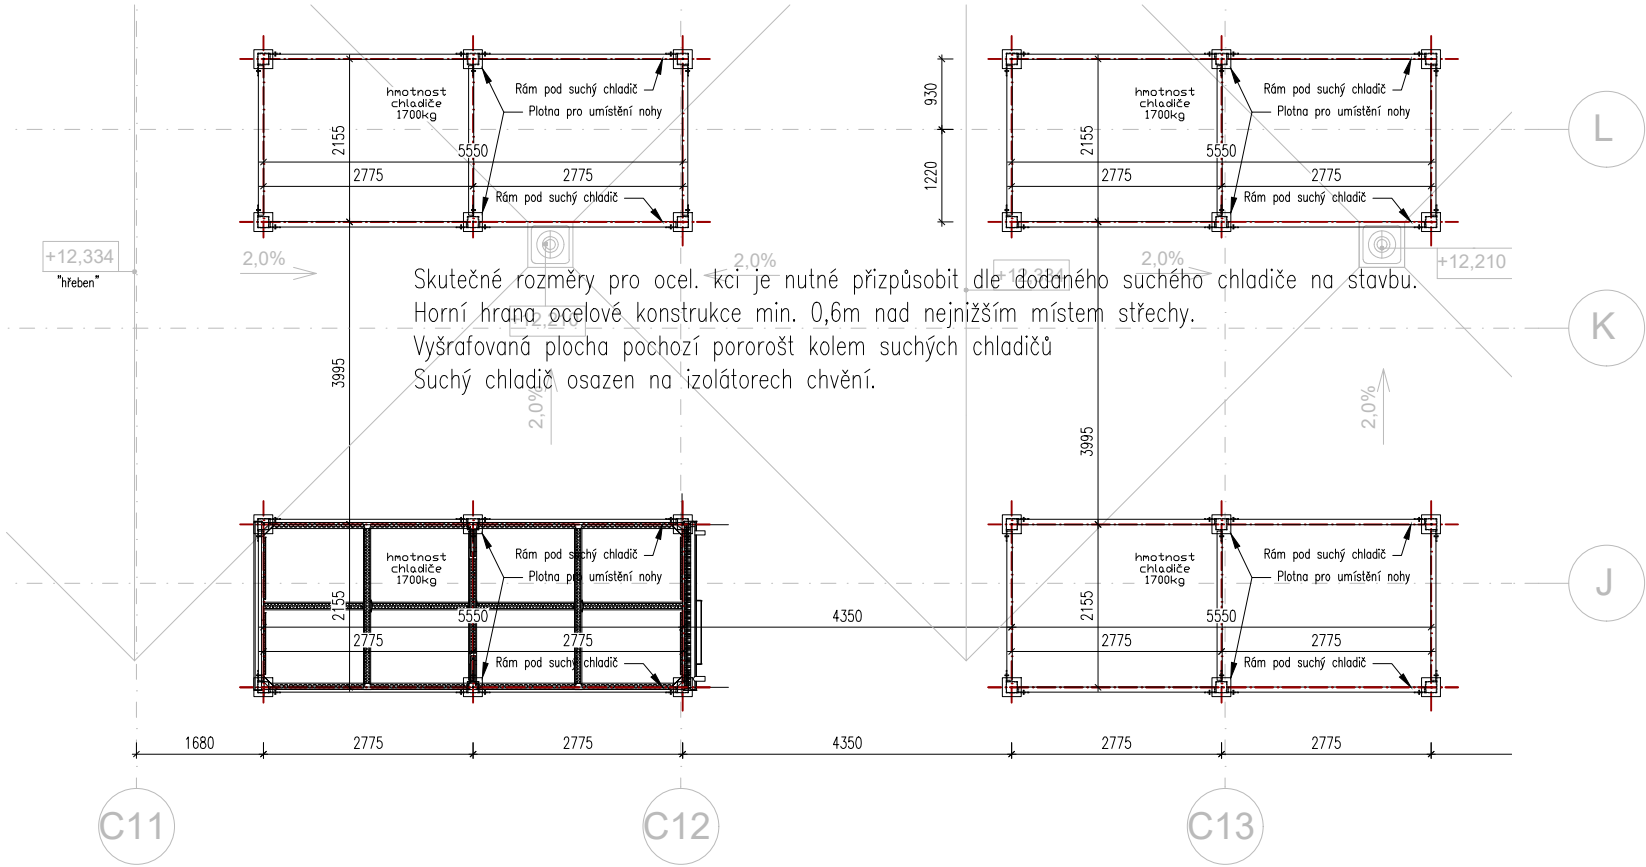 hmotnost
chladiče
1700kg
Rám pod suchý chladič
Plotna pro umístění nohy
2155
5550
2775
2775
Rám pod suchý chladič
930
1220
hmotnost
chladiče
1700kg
Rám pod suchý chladič
Plotna pro umístění nohy
2155
5550
2775
2775
Rám pod suchý chladič
L
+12,334
"hřeben"
2,0%
2,0%
+12,334
2,0%
+12,210
Skutečné rozměry pro ocel. kci je nutné přizpůsobit dle dodaného suchého chladiče na stavbu.
Horní hrana ocelové konstrukce min. 0,6m nad nejnižším místem střechy.
+12,210
K
Vyšrafovaná plocha pochozí pororošt kolem suchých chladičů
Suchý chladič osazen na izolátorech chvění.
3995
2,0%
3995
2,0%
hmotnost
chladiče
1700kg
Rám pod suchý chladič
Plotna pro umístění nohy
2155
5550
2775
2775
Rám pod suchý chladič
4350
hmotnost
chladiče
1700kg
Rám pod suchý chladič
Plotna pro umístění nohy
2155
5550
2775
2775
Rám pod suchý chladič
J
1680
2775
2775
4350
2775
2775
C11
C12
C13